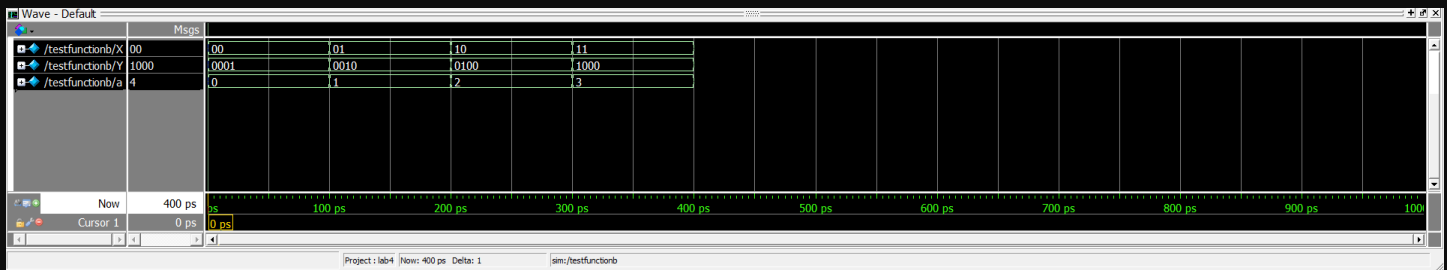 Wave - Default
Msgs
/testfunctionb/X 00 00 01 10 11
/testfunctionb/Y 1000 0001 0010 0100 1000
/testfunctionb/a 4 0 1 2 3
Now 400 ps ps 100 ps 200 ps 300 ps 400 ps 500 ps 600 ps 700 ps 800 ps 900 ps 100
Cursor 1 0 ps 0 ps
Project : lab4 Now: 400 ps Delta: 1 sim:/testfunctionb